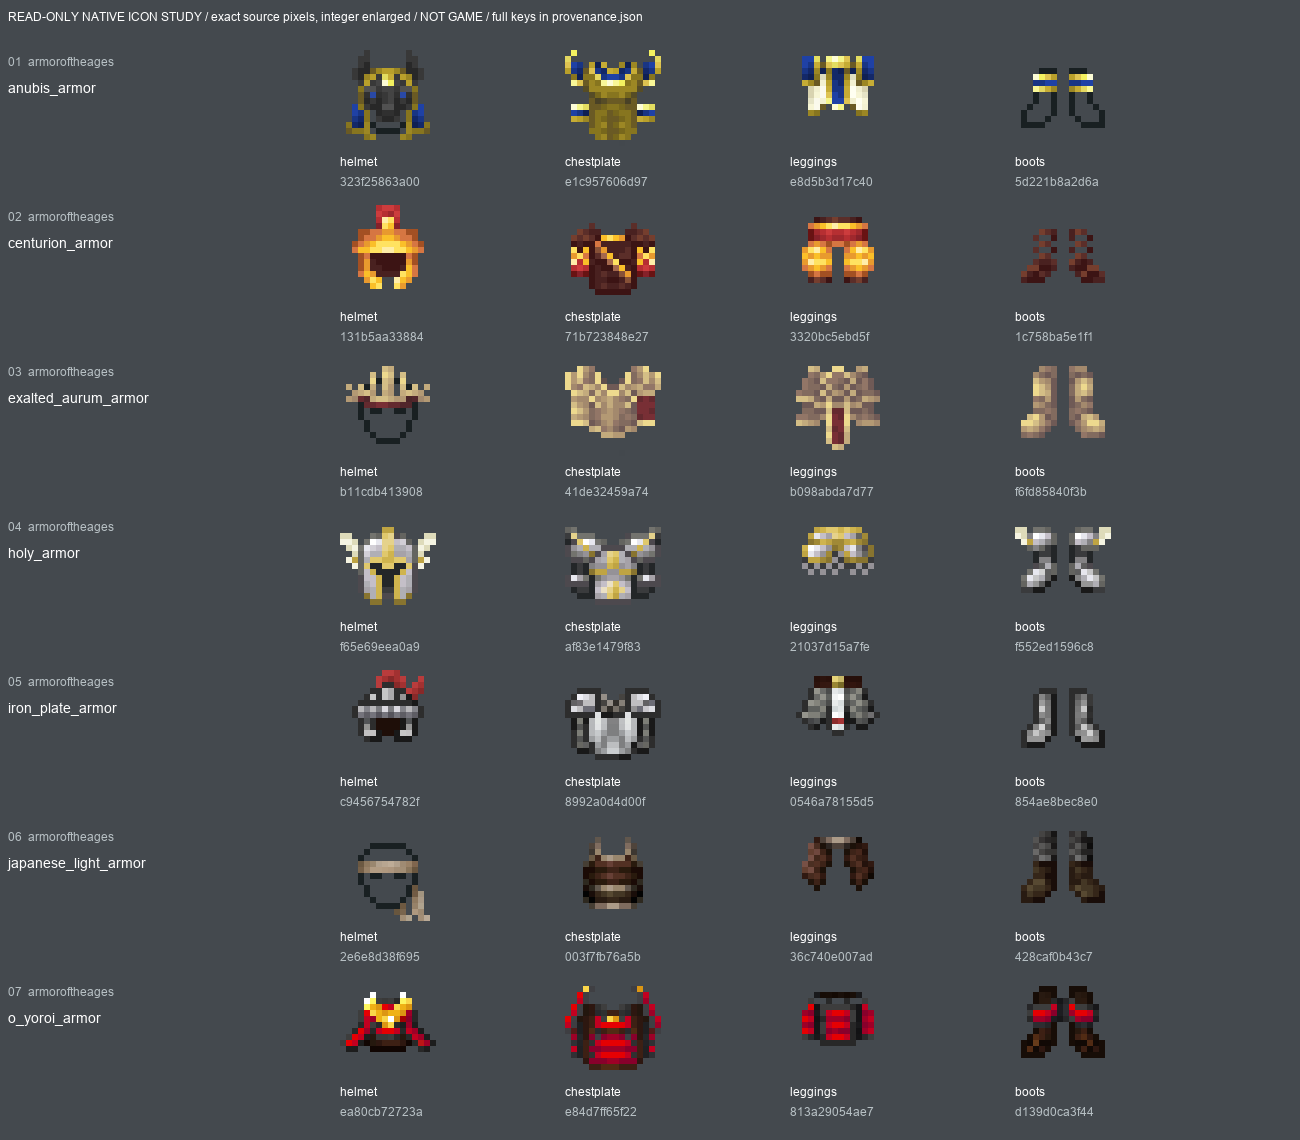 READ-ONLY NATIVE ICON STUDY / exact source pixels, integer enlarged / NOT GAME / full keys in provenance.json
01 armoroftheages
anubis_armor
helmet chestplate leggings boots
323f25863a00 e1c957606d97 e8d5b3d17c40 5d221b8a2d6a
02 armoroftheages
centurion_armor
helmet chestplate leggings boots
131b5aa33884 71b723848e27 3320bc5ebd5f 1c758ba5e1f1
03 armoroftheages
exalted_aurum_armor
helmet chestplate leggings boots
b11cdb413908 41de32459a74 b098abda7d77 f6fd85840f3b
04 armoroftheages
holy_armor
helmet chestplate leggings boots
f65e69eea0a9 af83e1479f83 21037d15a7fe f552ed1596c8
05 armoroftheages
iron_plate_armor
helmet chestplate leggings boots
c9456754782f 8992a0d4d00f 0546a78155d5 854ae8bec8e0
06 armoroftheages
japanese_light_armor
helmet chestplate leggings boots
2e6e8d38f695 003f7fb76a5b 36c740e007ad 428caf0b43c7
07 armoroftheages
o_yoroi_armor
helmet chestplate leggings boots
ea80cb72723a e84d7ff65f22 813a29054ae7 d139d0ca3f44